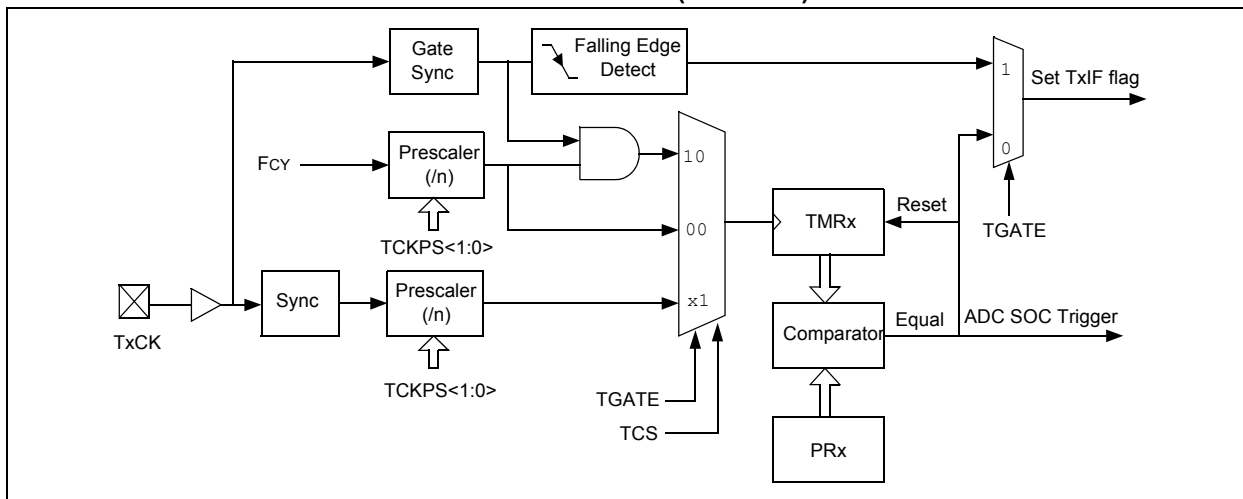 Gate
Sync
Falling Edge
Detect
1
Set TxIF flag
0
10
FCY
Prescaler
(/n)
TCKPS<1:0>
00
TMRx
Reset
TGATE
Sync
Prescaler
(/n)
x1
TxCK
TCKPS<1:0>
Comparator
Equal
ADC SOC Trigger
TGATE
TCS
PRx